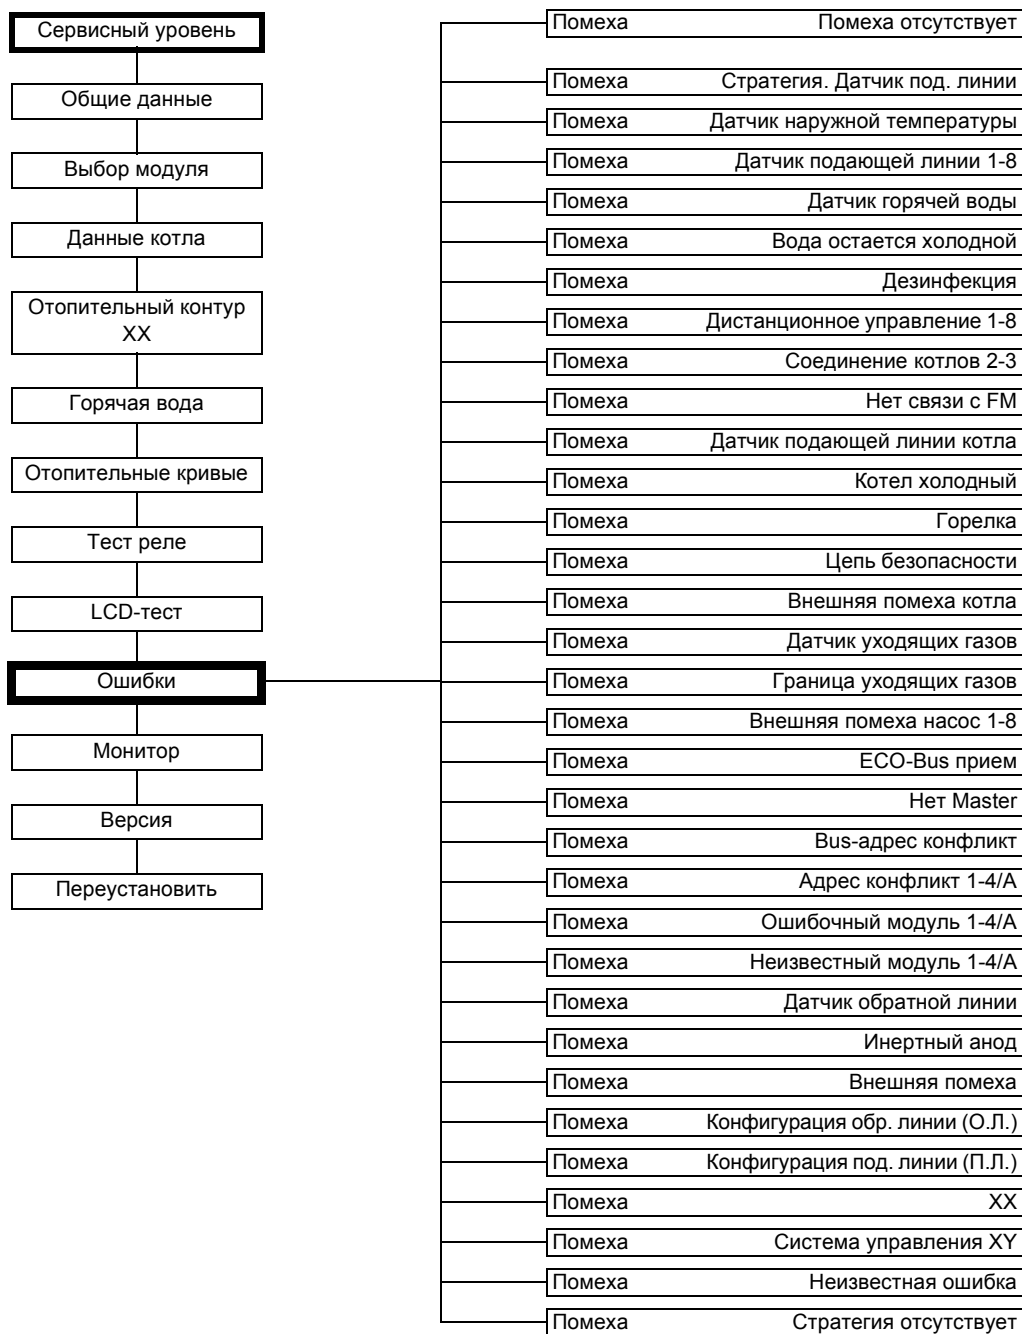 Сервисный уровень
Общие данные
Выбор модуля
Данные котла
Отопительный контур
XX
Горячая вода
Отопительные кривые
Тест реле
LCD-тест
Ошибки
Монитор
Версия
Переустановить
Помеха Помеха отсутствует
Помеха Стратегия. Датчик под. линии
Помеха Датчик наружной температуры
Помеха Датчик подающей линии 1-8
Помеха Датчик горячей воды
Помеха Вода остается холодной
Помеха Дезинфекция
Помеха Дистанционное управление 1-8
Помеха Соединение котлов 2-3
Помеха Нет связи с FM
Помеха Датчик подающей линии котла
Помеха Котел холодный
Помеха Горелка
Помеха Цепь безопасности
Помеха Внешняя помеха котла
Помеха Датчик уходящих газов
Помеха Граница уходящих газов
Помеха Внешняя помеха насос 1-8
Помеха ECO-Bus прием
Помеха Нет Master
Помеха Bus-адрес конфликт
Помеха Адрес конфликт 1-4/A
Помеха Ошибочный модуль 1-4/A
Помеха Неизвестный модуль 1-4/A
Помеха Датчик обратной линии
Помеха Инертный анод
Помеха Внешняя помеха
Помеха Конфигурация обр. линии (О.Л.)
Помеха Конфигурация под. линии (П.Л.)
Помеха XX
Помеха Система управления XY
Помеха Неизвестная ошибка
Помеха Стратегия отсутствует